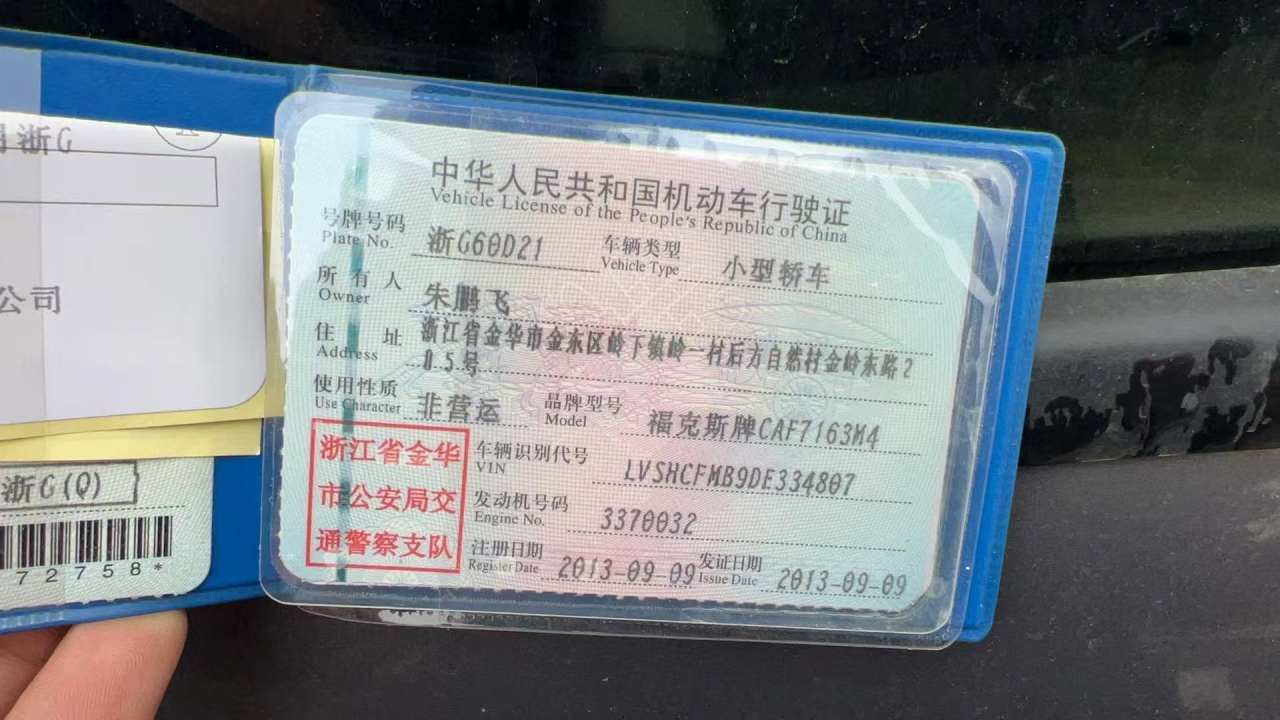 浙G
公司
浙G(Q)
72758*
中华人民共和国机动车行驶证
Vehicle License of the People's Republic of China
号牌号码 浙G60D21 车辆类型 小型轿车
Plate No. Vehicle Type
所有人 朱鹏飞
Owner
住址 浙江省金华市金东区岭下镇岭一村后方自然村金岭东路2
Address 05号
使用性质 非营运 品牌型号 福克斯牌CAF7163M4
Use Character Model
浙江省金华
市公安局交
通警察支队
车辆识别代号 LVSHCFMB9DE334807
VIN
发动机号码 3370032
Engine No.
注册日期 2013-09-09 发证日期 2013-09-09
Register Date Issue Date